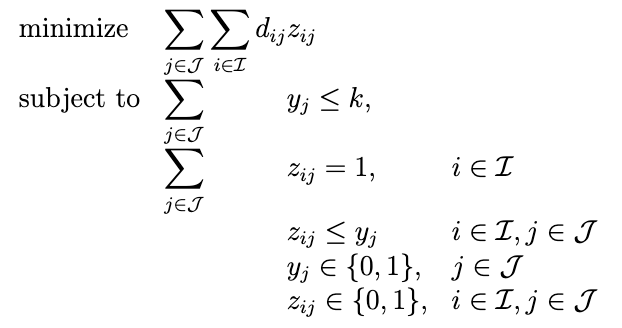 minimize ∑_{j∈𝒥} ∑_{i∈ℐ} d_{ij} z_{ij}
subject to ∑_{j∈𝒥} y_j ≤ k,
∑_{j∈𝒥} z_{ij} = 1, i ∈ ℐ
z_{ij} ≤ y_j i ∈ ℐ, j ∈ 𝒥
y_j ∈ {0, 1}, j ∈ 𝒥
z_{ij} ∈ {0, 1}, i ∈ ℐ, j ∈ 𝒥